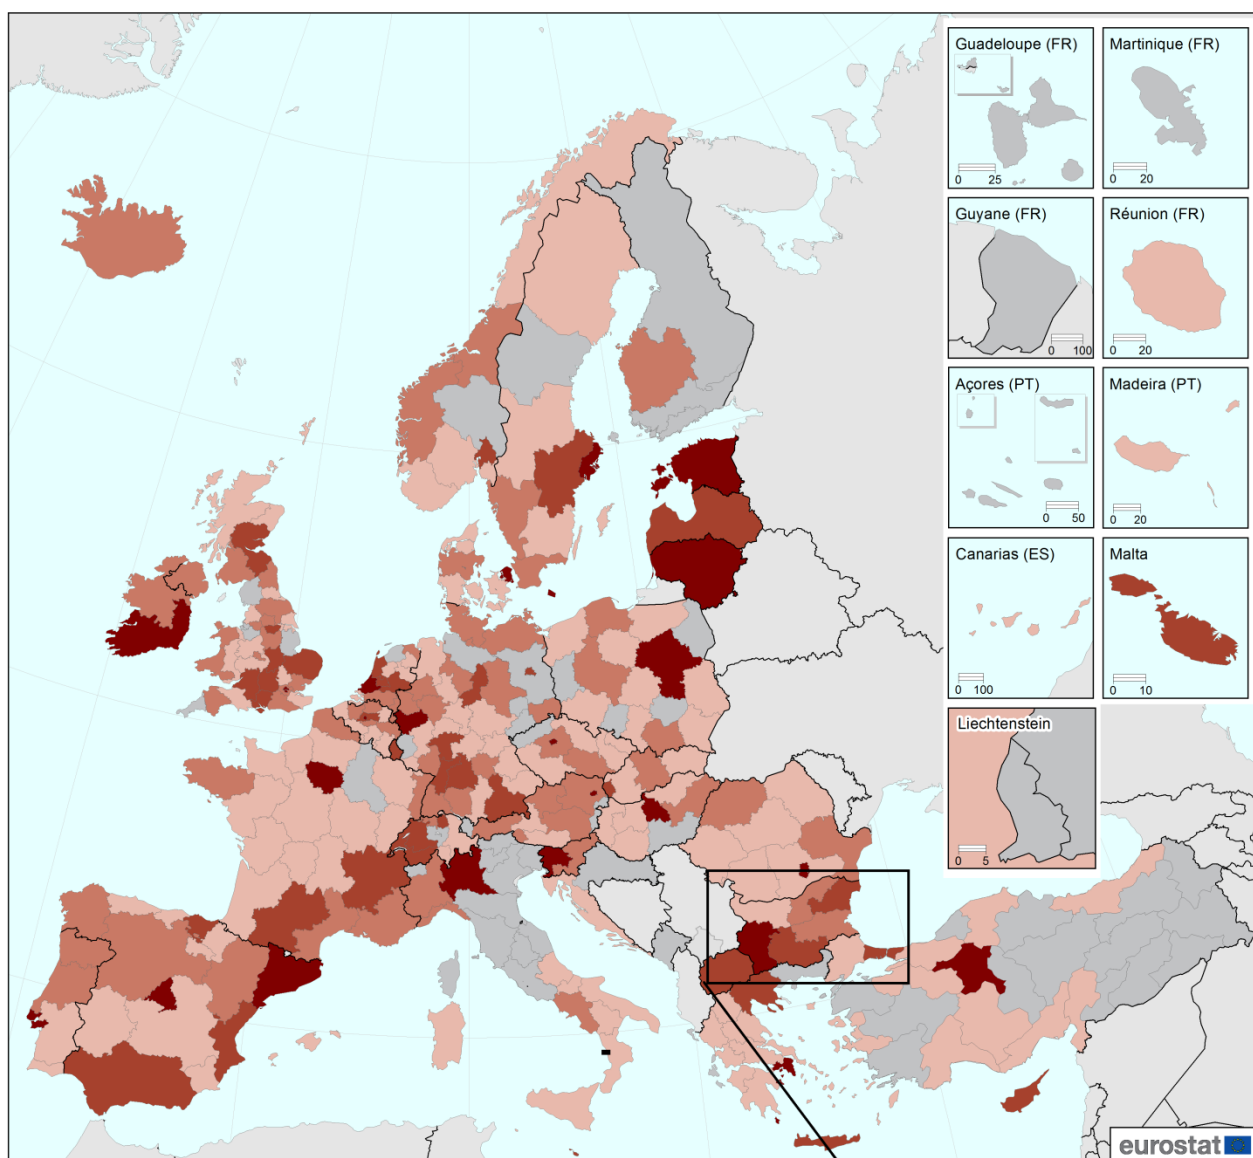 Guadeloupe (FR)
0 25
Martinique (FR)
0 20
Guyane (FR)
0 100
Réunion (FR)
0 20
Açores (PT)
0 50
Madeira (PT)
0 20
Canarias (ES)
0 100
Malta
0 10
Liechtenstein
0 5
eurostat